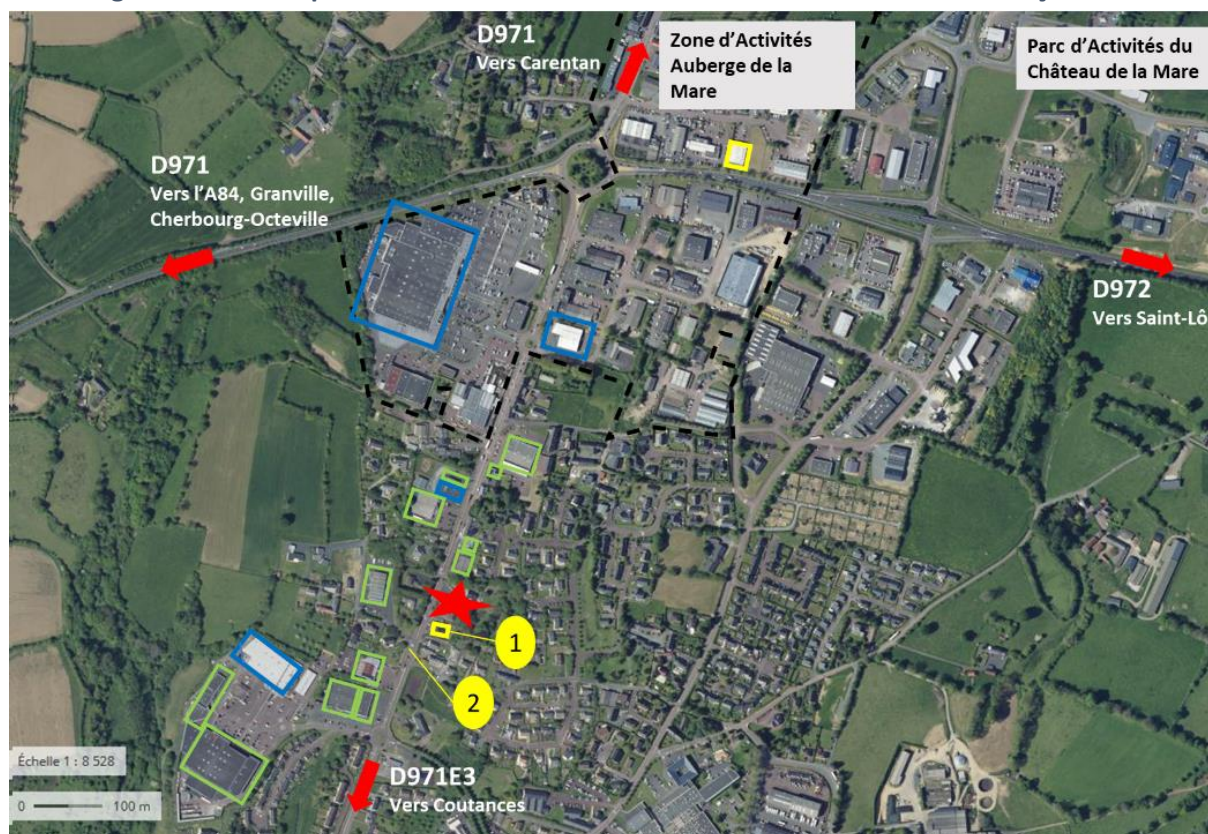 D971
Vers Carentan
Zone d'Activités
Auberge de la
Mare
Parc d'Activités du
Château de la Mare
D971
Vers l'A84, Granville,
Cherbourg-Octeville
D972
Vers Saint-Lô
1
2
Échelle 1 : 8 528
0
100 m
D971E3
Vers Coutances